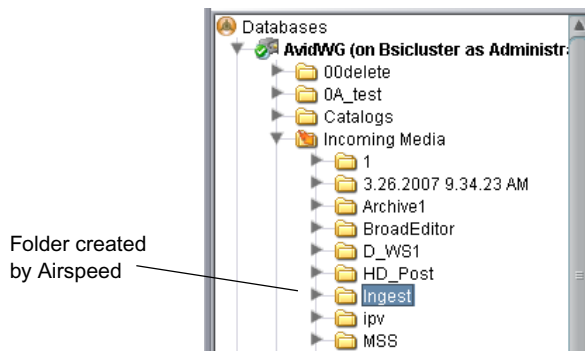 Databases
AvidWG (on Bsicluster as Administra
00delete
0A_test
Catalogs
Incoming Media
1
3.26.2007 9.34.23 AM
Archive1
BroadEditor
D_WS1
HD_Post
Ingest
ipv
MSS
Folder created
by Airspeed